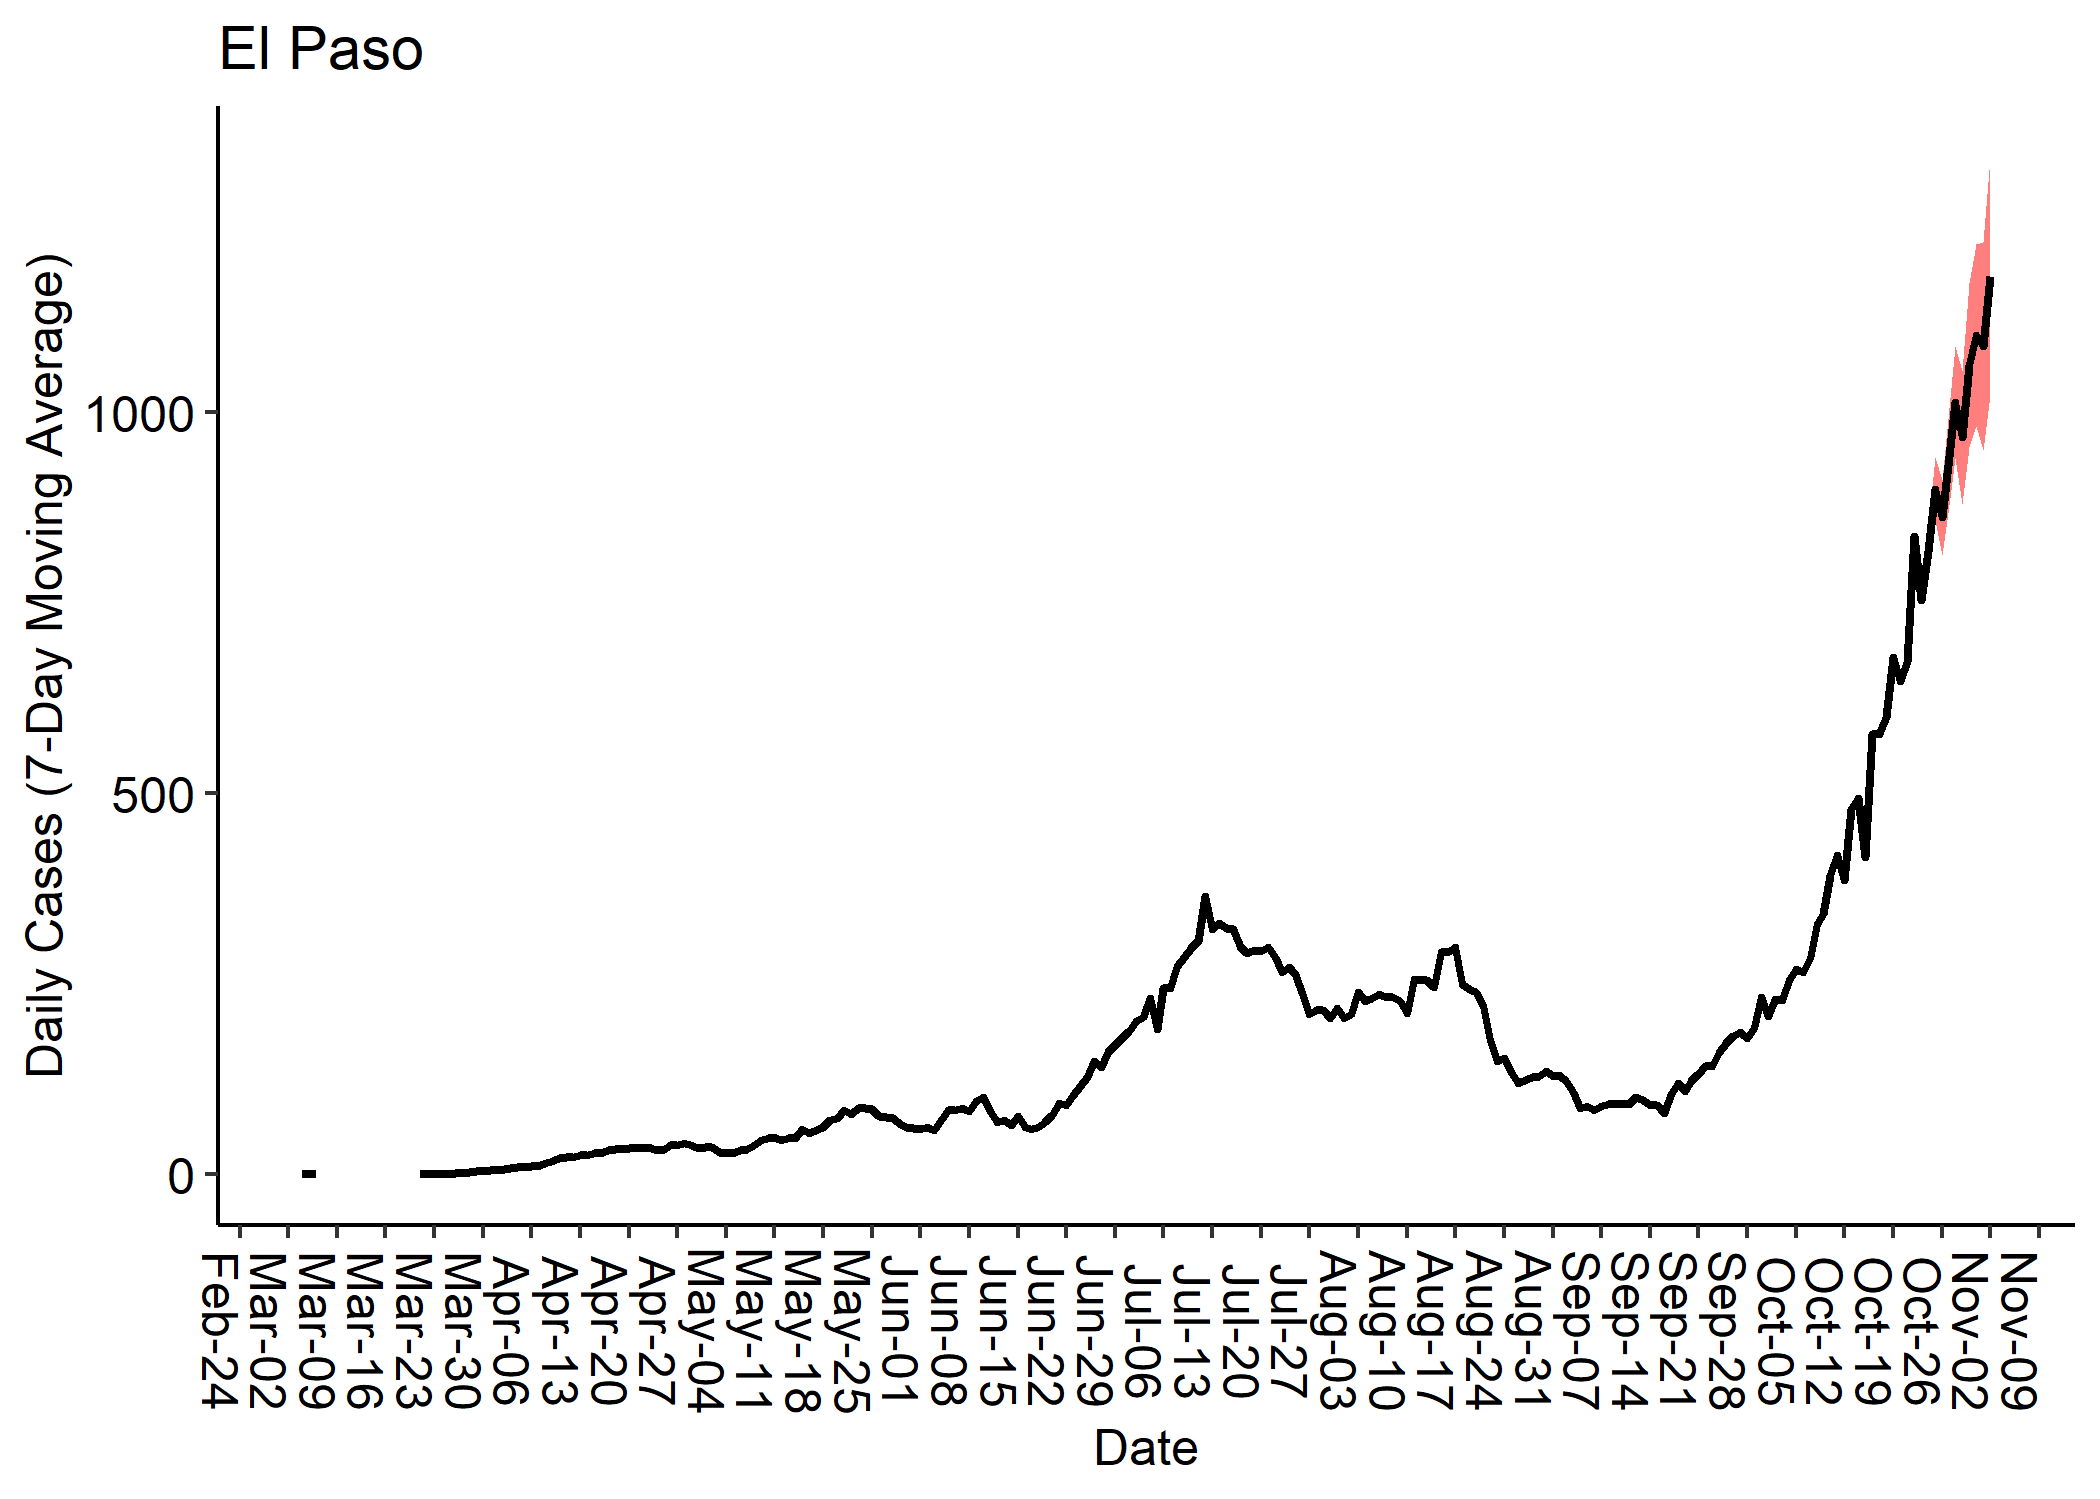 El Paso
Daily Cases (7-Day Moving Average)
1000
500
0
Feb-24
Mar-02
Mar-09
Mar-16
Mar-23
Mar-30
Apr-06
Apr-13
Apr-20
Apr-27
May-04
May-11
May-18
May-25
Jun-01
Jun-08
Jun-15
Jun-22
Jun-29
Jul-06
Jul-13
Jul-20
Jul-27
Aug-03
Aug-10
Aug-17
Aug-24
Aug-31
Sep-07
Sep-14
Sep-21
Sep-28
Oct-05
Oct-12
Oct-19
Oct-26
Nov-02
Nov-09
Date